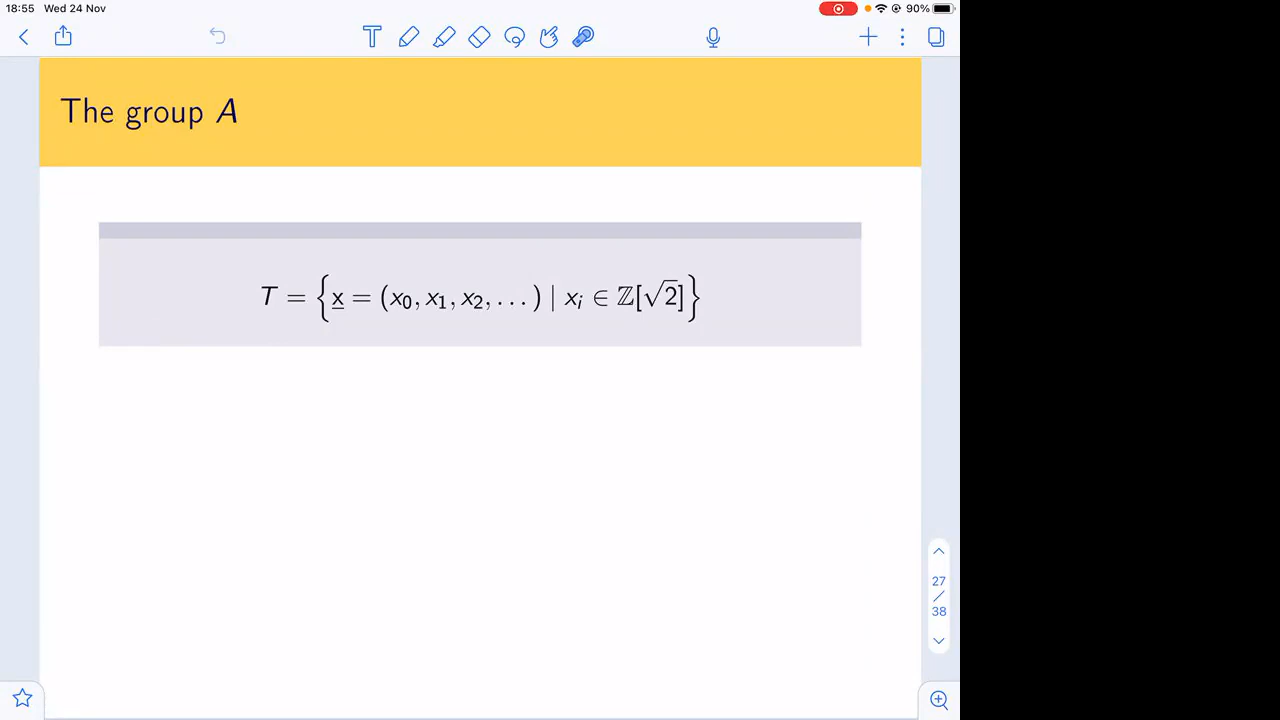 18:55 Wed 24 Nov 90%
T
The group A
T = { x̲ = (x₀, x₁, x₂, . . . ) | xᵢ ∈ ℤ[√2] }
27
/
38